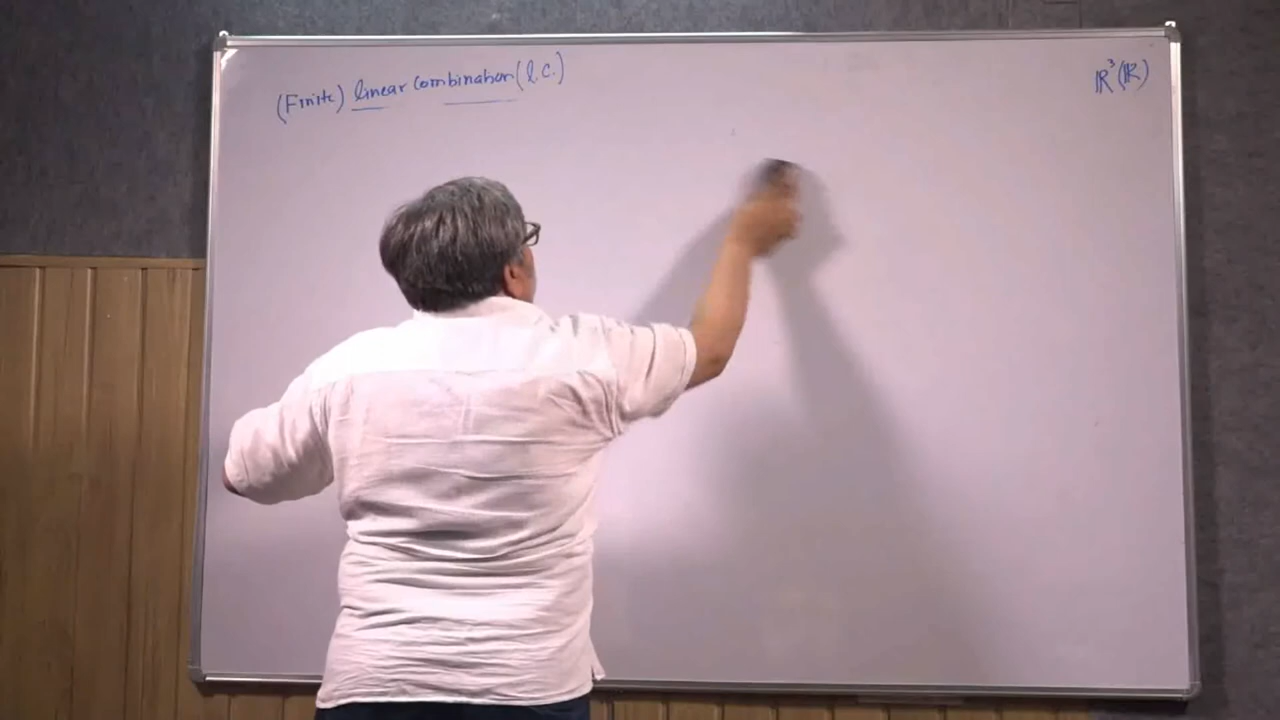 (Finite) linear combination (l.c.)
ℝ³(ℝ)